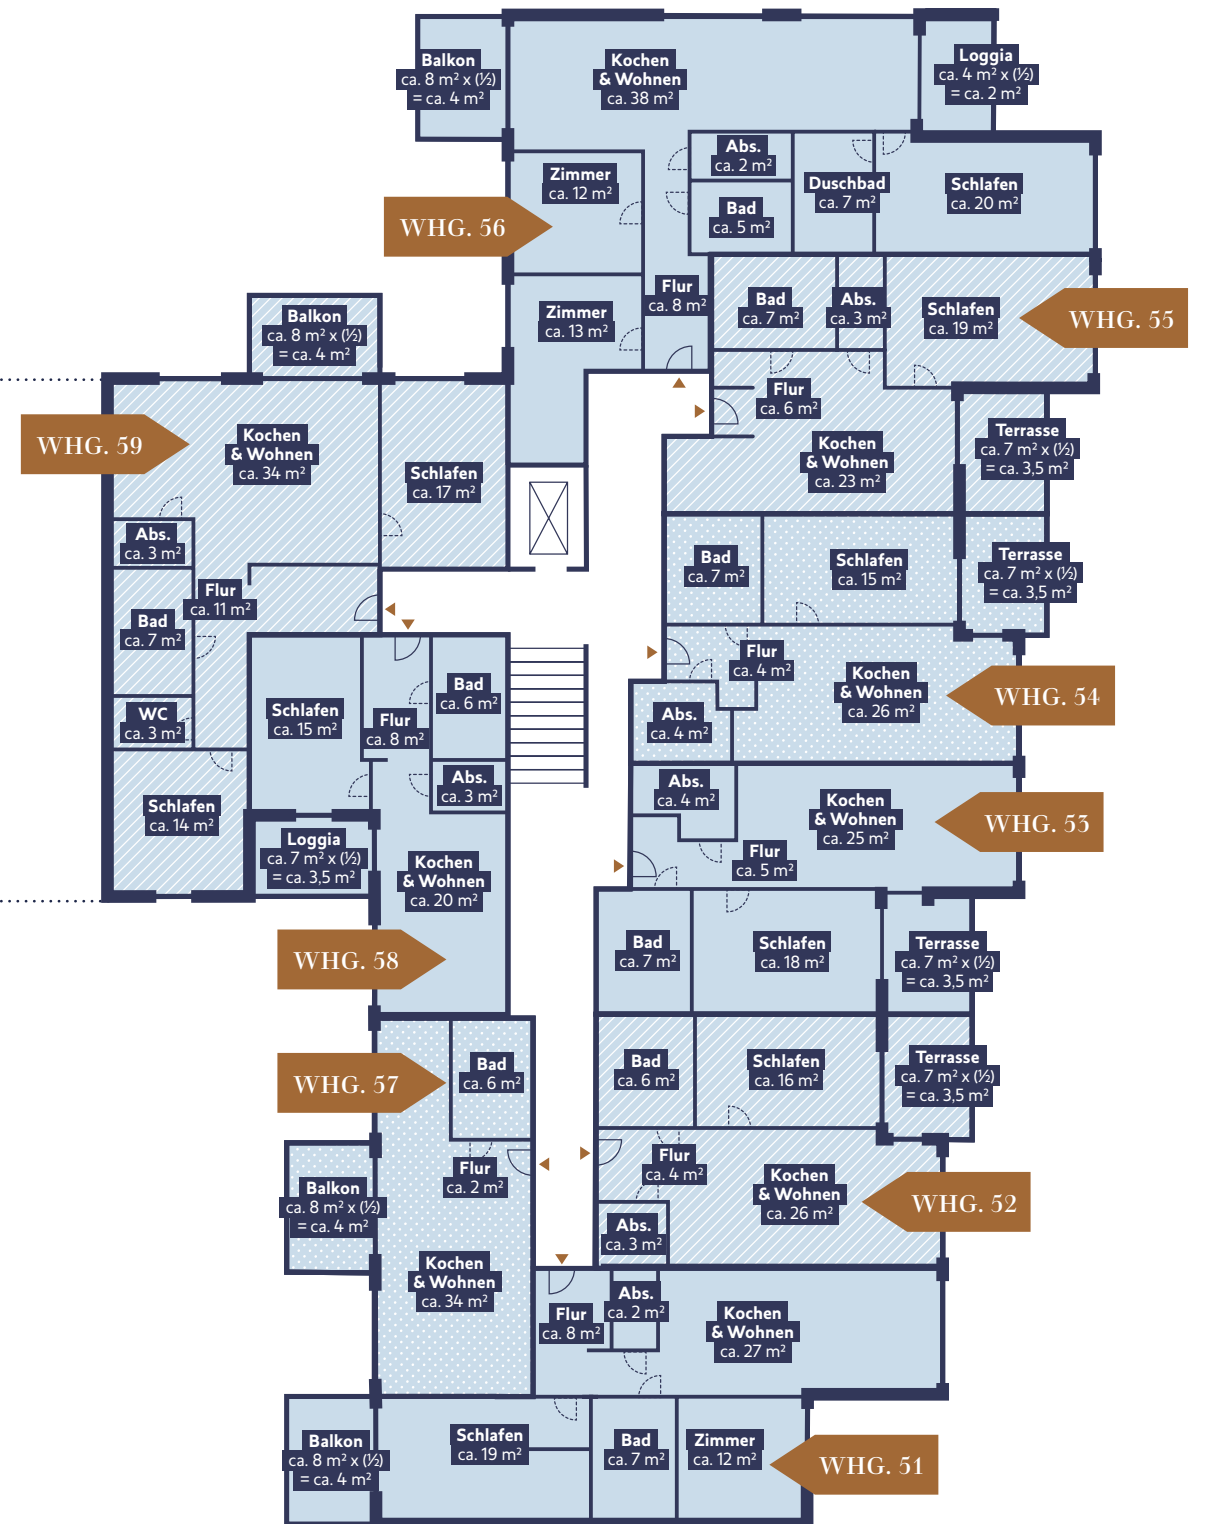 Balkon
ca. 8 m² x (½)
= ca. 4 m²
Kochen
& Wohnen
ca. 38 m²
Loggia
ca. 4 m² x (½)
= ca. 2 m²
Abs.
ca. 2 m²
Zimmer
ca. 12 m²
Duschbad
ca. 7 m²
Schlafen
ca. 20 m²
Bad
ca. 5 m²
WHG. 56
Flur
ca. 8 m²
Zimmer
ca. 13 m²
Bad
ca. 7 m²
Abs.
ca. 3 m²
Schlafen
ca. 19 m²
WHG. 55
Balkon
ca. 8 m² x (½)
= ca. 4 m²
Flur
ca. 6 m²
Kochen
& Wohnen
ca. 23 m²
Terrasse
ca. 7 m² x (½)
= ca. 3,5 m²
WHG. 59
Kochen
& Wohnen
ca. 34 m²
Schlafen
ca. 17 m²
Abs.
ca. 3 m²
Flur
ca. 11 m²
Bad
ca. 7 m²
WC
ca. 3 m²
Schlafen
ca. 14 m²
Bad
ca. 7 m²
Schlafen
ca. 15 m²
Terrasse
ca. 7 m² x (½)
= ca. 3,5 m²
Flur
ca. 4 m²
Kochen
& Wohnen
ca. 26 m²
WHG. 54
Abs.
ca. 4 m²
Schlafen
ca. 15 m²
Flur
ca. 8 m²
Bad
ca. 6 m²
Abs.
ca. 3 m²
Loggia
ca. 7 m² x (½)
= ca. 3,5 m²
Kochen
& Wohnen
ca. 20 m²
WHG. 58
Abs.
ca. 4 m²
Kochen
& Wohnen
ca. 25 m²
WHG. 53
Flur
ca. 5 m²
Bad
ca. 7 m²
Schlafen
ca. 18 m²
Terrasse
ca. 7 m² x (½)
= ca. 3,5 m²
WHG. 57
Bad
ca. 6 m²
Flur
ca. 2 m²
Balkon
ca. 8 m² x (½)
= ca. 4 m²
Kochen
& Wohnen
ca. 34 m²
Bad
ca. 6 m²
Schlafen
ca. 16 m²
Terrasse
ca. 7 m² x (½)
= ca. 3,5 m²
Flur
ca. 4 m²
Kochen
& Wohnen
ca. 26 m²
WHG. 52
Abs.
ca. 3 m²
Flur
ca. 8 m²
Abs.
ca. 2 m²
Kochen
& Wohnen
ca. 27 m²
Balkon
ca. 8 m² x (½)
= ca. 4 m²
Schlafen
ca. 19 m²
Bad
ca. 7 m²
Zimmer
ca. 12 m²
WHG. 51